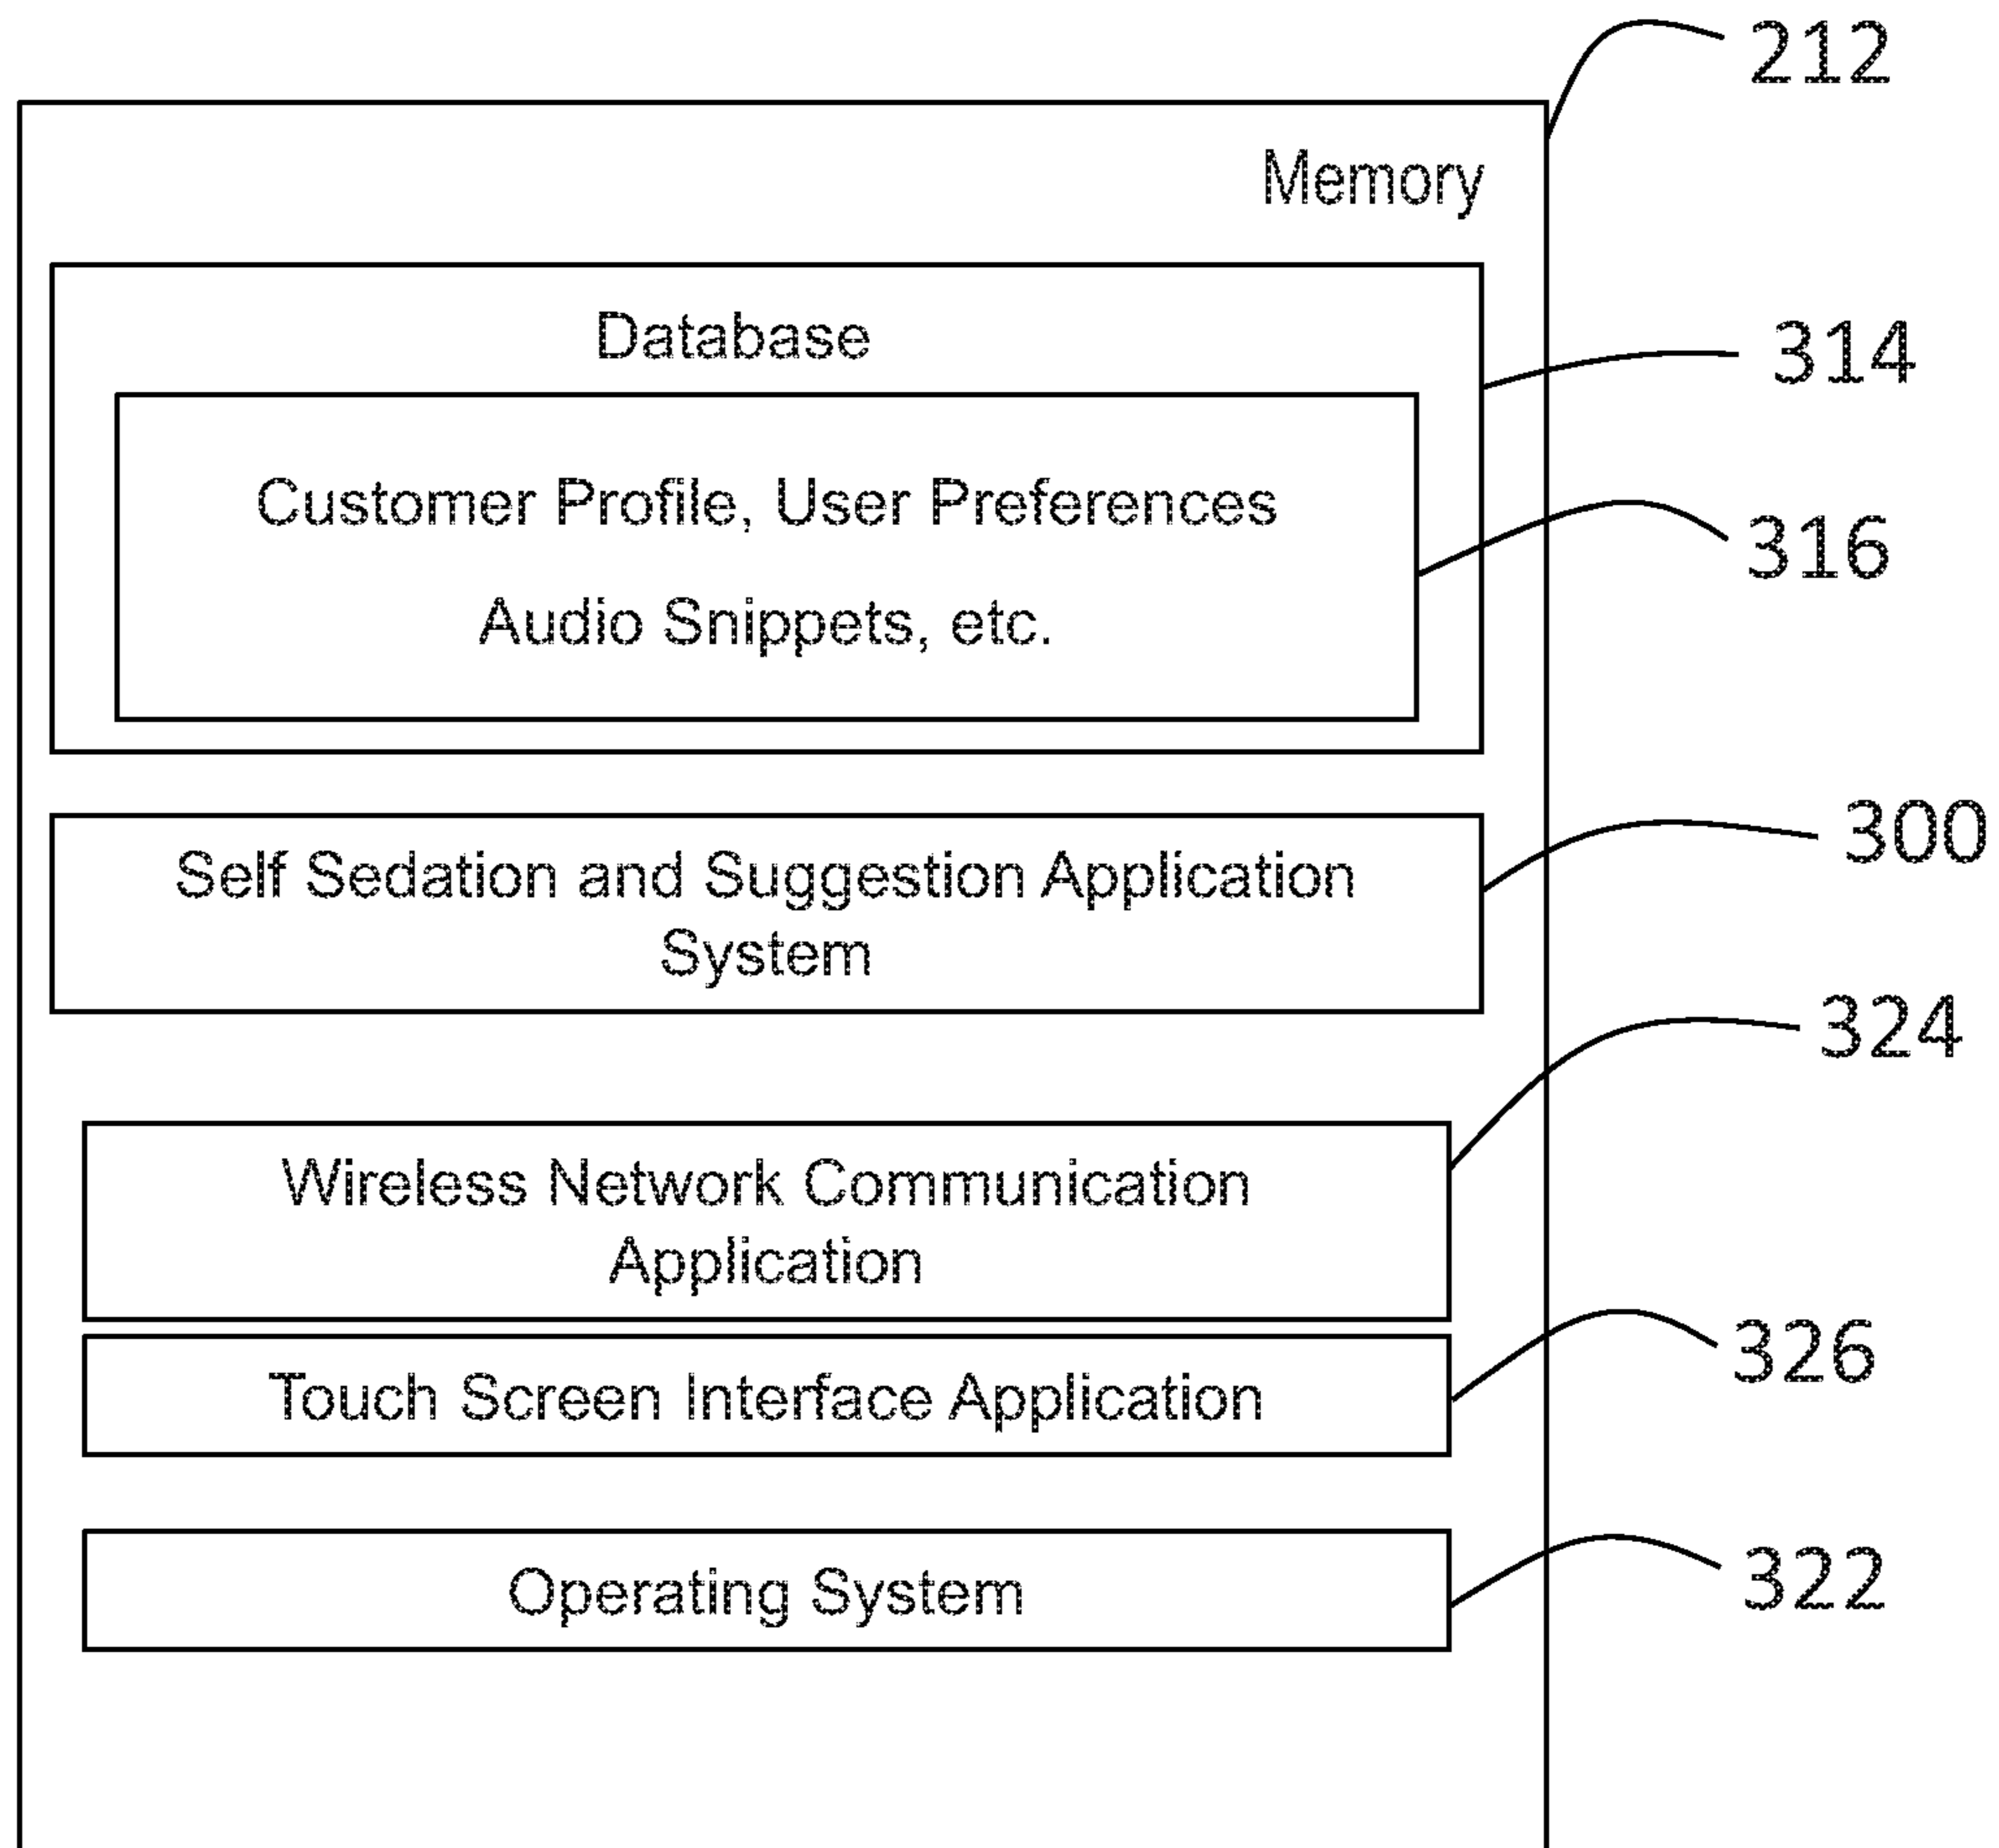 212
Memory
Database
314
Customer Profile, User Preferences
316
Audio Snippets, etc.
300
Self Sedation and Suggestion Application
System
324
Wireless Network Communication
Application
326
Touch Screen Interface Application
322
Operating System